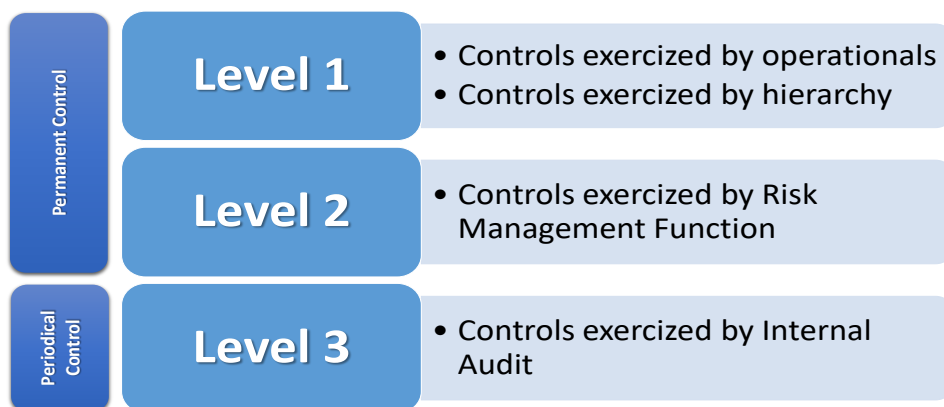 Permanent Control
Level 1
• Controls exercized by operationals
• Controls exercized by hierarchy
Level 2
• Controls exercized by Risk
Management Function
Periodical
Control
Level 3
• Controls exercized by Internal
Audit